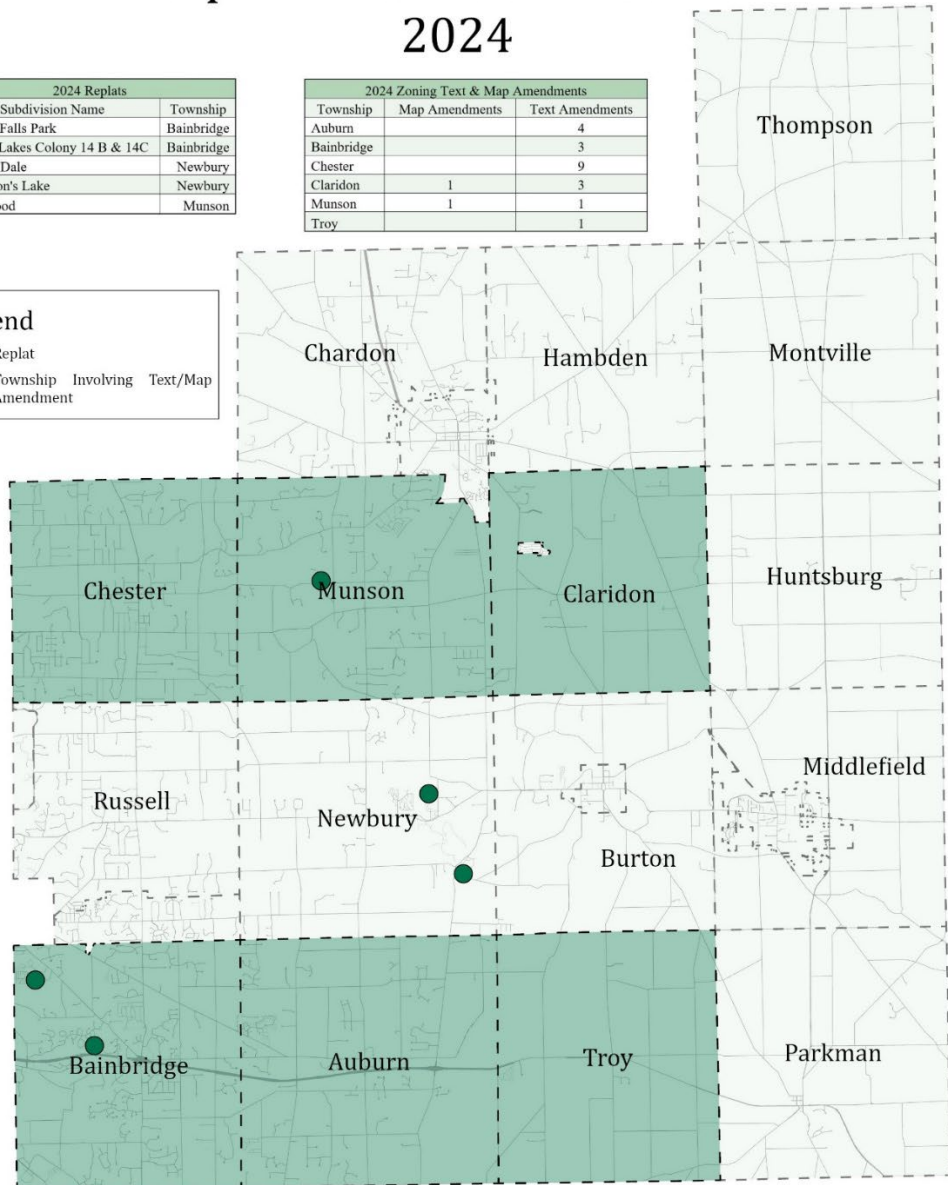 2024
2024 Replats
Subdivision Name Township
Falls Park Bainbridge
Lakes Colony 14 B & 14C Bainbridge
Dale Newbury
on's Lake Newbury
ood Munson
2024 Zoning Text & Map Amendments
Township Map Amendments Text Amendments
Auburn 4
Bainbridge 3
Chester 9
Claridon 1 3
Munson 1 1
Troy 1
end
Replat
Township Involving Text/Map
Amendment
Thompson
Chardon
Hambden
Montville
Chester
Munson
Claridon
Huntsburg
Russell
Newbury
Burton
Middlefield
Bainbridge
Auburn
Troy
Parkman